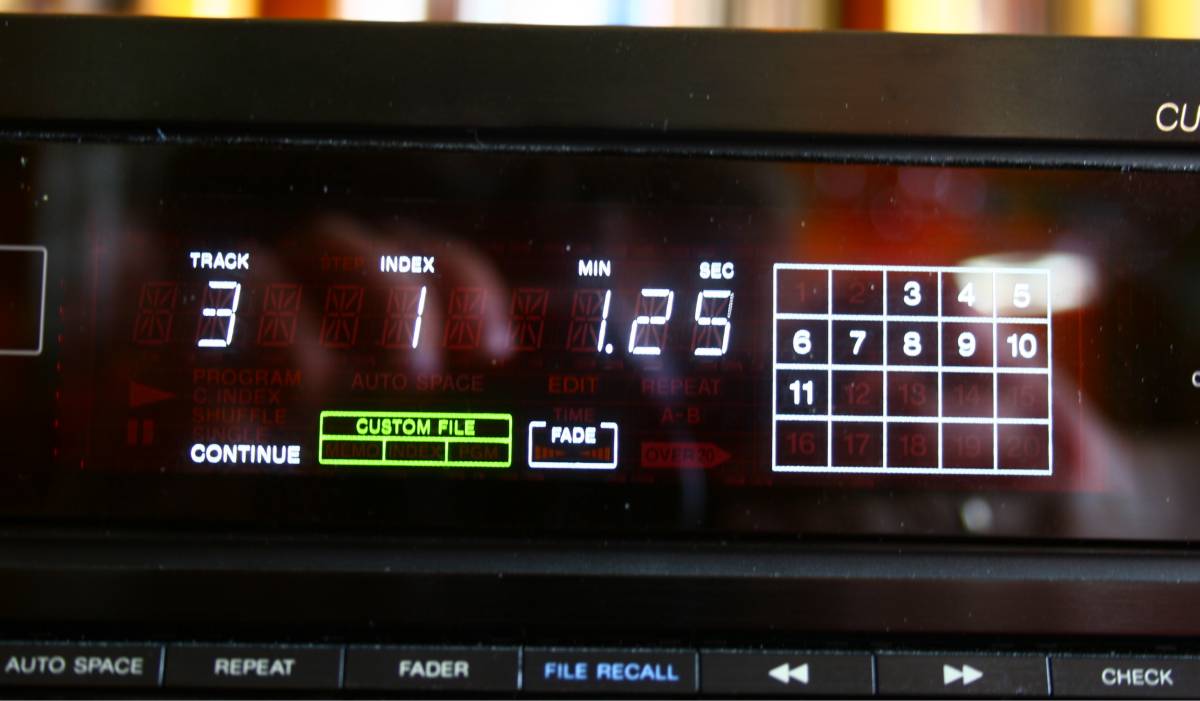 CU
TRACK STEP INDEX MIN SEC
3 1 1.25
1 2 3 4 5
6 7 8 9 10
11 12 13 14 15
16 17 18 19 20
PROGRAM AUTO SPACE EDIT REPEAT
C.INDEX
SHUFFLE TIME A-B
SINGLE
CONTINUE
CUSTOM FILE
MEMO INDEX PGM
FADE
OVER 20
AUTO SPACE REPEAT FADER FILE RECALL CHECK